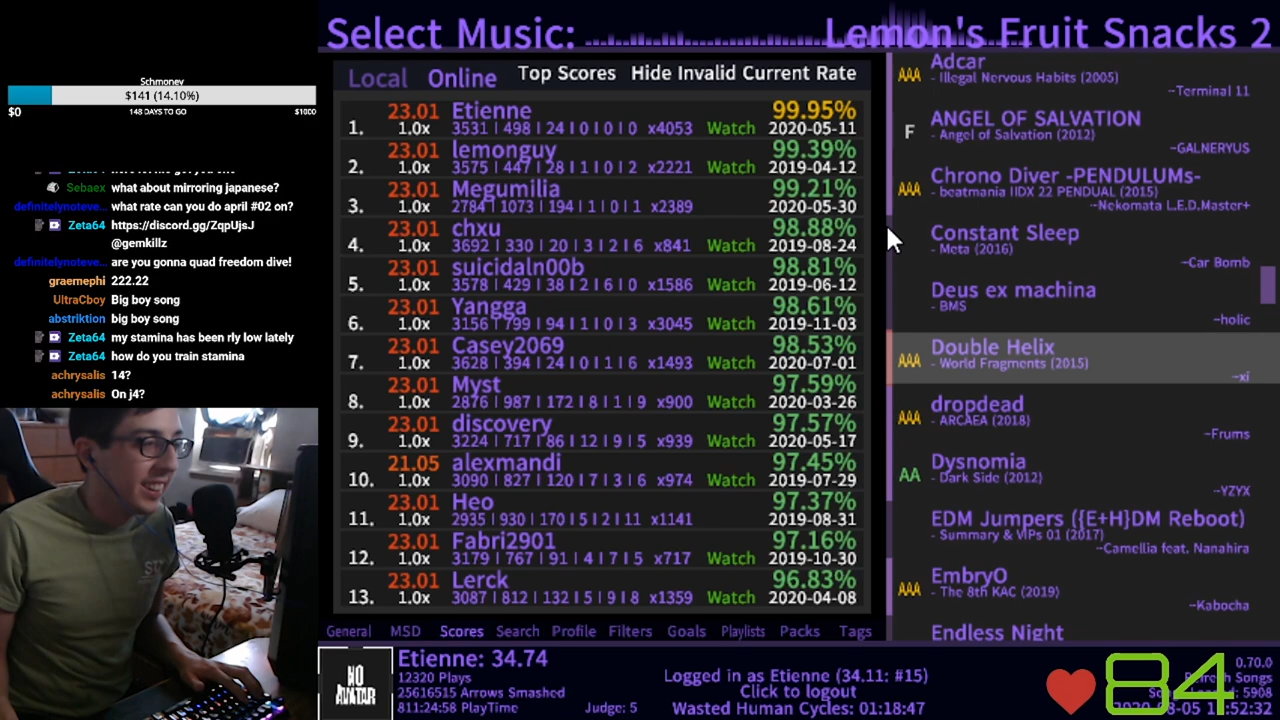 Select Music:
Lemon's Fruit Snacks 2
Schmoney
$141 (14.10%)
$0
148 DAYS TO GO
$1000
Sebaex what about mirroring japanese?
definitelynoteve... what rate can you do april #02 on?
Zeta64 https://discord.gg/ZqpUjsJ
@gemkillz
definitelynoteve... are you gonna quad freedom dive!
graemephi 222.22
UltraCboy Big boy song
abstriktion big boy song
Zeta64 my stamina has been rly low lately
Zeta64 how do you train stamina
achrysalis 14?
achrysalis On j4?
Local Online Top Scores Hide Invalid Current Rate
23.01 Etienne 99.95%
1. 1.0x 3531 | 498 | 24 | 0 | 0 | 0 x4053 Watch 2020-05-11
23.01 lemonguy 99.39%
2. 1.0x 3575 | 447 | 28 | 1 | 0 | 2 x2221 Watch 2019-04-12
23.01 Megumilia 99.21%
3. 1.0x 2784 | 1073 | 194 | 1 | 0 | 1 x2389 2020-05-30
23.01 chxu 98.88%
4. 1.0x 3692 | 330 | 20 | 3 | 2 | 6 x841 Watch 2019-08-24
23.01 suicidaln00b 98.81%
5. 1.0x 3578 | 429 | 38 | 2 | 6 | 0 x1586 Watch 2019-06-12
23.01 Yangga 98.61%
6. 1.0x 3156 | 799 | 94 | 1 | 0 | 3 x3045 Watch 2019-11-03
23.01 Casey2069 98.53%
7. 1.0x 3628 | 394 | 24 | 0 | 1 | 6 x1493 Watch 2020-07-01
23.01 Myst 97.59%
8. 1.0x 2876 | 987 | 172 | 8 | 1 | 9 x900 Watch 2020-03-26
23.01 discovery 97.57%
9. 1.0x 3224 | 717 | 86 | 12 | 9 | 5 x939 Watch 2020-05-17
21.05 alexmandi 97.45%
10. 1.0x 3090 | 827 | 120 | 7 | 3 | 6 x974 Watch 2020-07-29
23.01 Heo 97.37%
11. 1.0x 2935 | 930 | 170 | 5 | 2 | 11 x1141 2019-08-31
23.01 Fabri2901 97.16%
12. 1.0x 3179 | 767 | 91 | 4 | 7 | 5 x717 Watch 2019-10-30
23.01 Lerck 96.83%
13. 1.0x 3087 | 812 | 132 | 5 | 9 | 8 x1359 Watch 2020-04-08
General MSD Scores Search Profile Filters Goals Playlists Packs Tags
Adcar
AAA - Illegal Nervous Habits (2005)
~Terminal 11
ANGEL OF SALVATION
F - Angel of Salvation (2012)
~GALNERYUS
Chrono Diver -PENDULUMs-
AAA - beatmania IIDX 22 PENDUAL (2015)
~Nekomata L.E.D.Master+
Constant Sleep
- Meta (2016)
~Car Bomb
Deus ex machina
- BMS
~holic
Double Helix
AAA - World Fragments (2015)
~xi
dropdead
AAA - ARCAEA (2018)
~Frums
Dysnomia
AA - Dark Side (2012)
~YZYX
EDM Jumpers ({E+H}DM Reboot)
- Summary & VIPs 01 (2017)
~Camellia feat. Nanahira
EmbryO
AAA - The 8th KAC (2019)
~Kabocha
Endless Night
NO
AVATAR
Etienne: 34.74
12320 Plays
25616515 Arrows Smashed
811:24:58 PlayTime
Judge: 5
Logged in as Etienne (34.11: #15)
Click to logout
Wasted Human Cycles: 01:18:47
84
0.70.0
Songs
5908